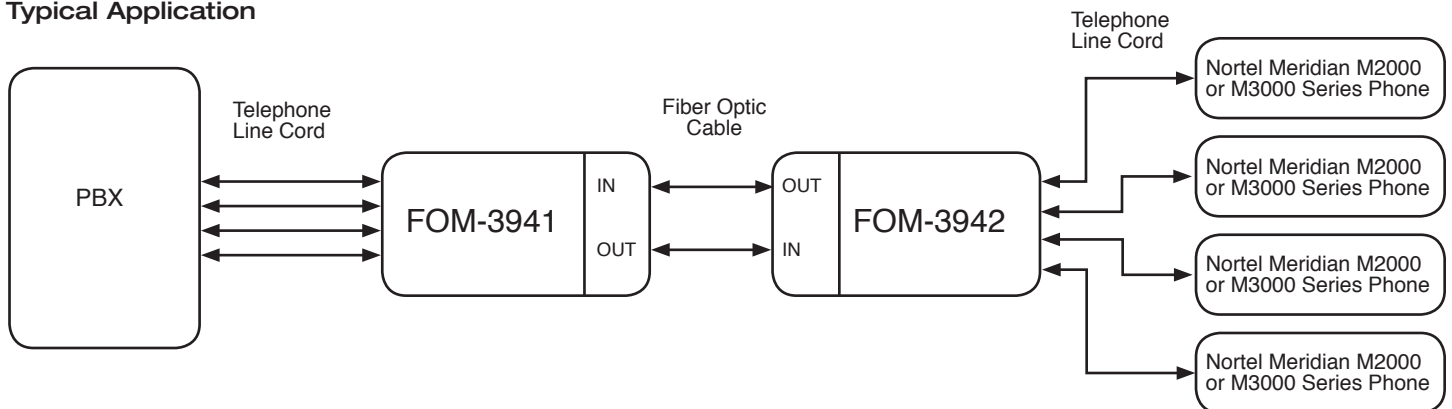 Typical Application
PBX
Telephone
Line Cord
FOM-3941
IN
OUT
Fiber Optic
Cable
OUT
IN
FOM-3942
Telephone
Line Cord
Nortel Meridian M2000
or M3000 Series Phone
Nortel Meridian M2000
or M3000 Series Phone
Nortel Meridian M2000
or M3000 Series Phone
Nortel Meridian M2000
or M3000 Series Phone